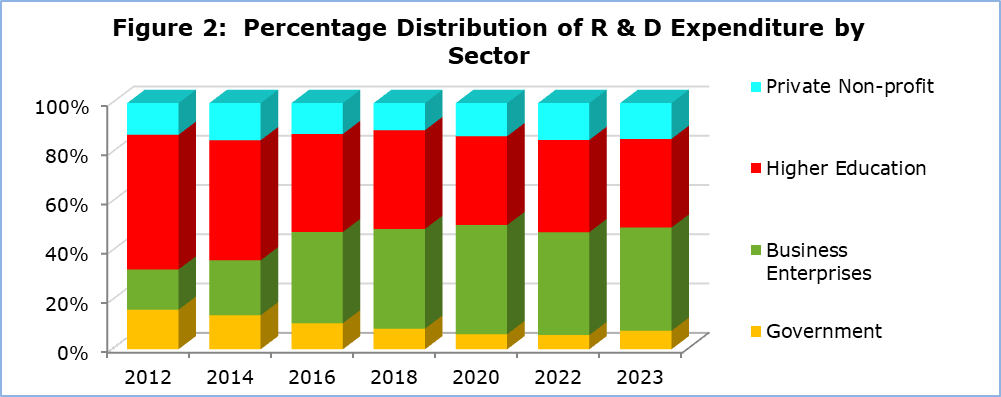 Figure 2:  Percentage Distribution of R & D Expenditure by
Sector
100%
80%
60%
40%
20%
0%
2012 2014 2016 2018 2020 2022 2023
Private Non-profit
Higher Education
Business
Enterprises
Government